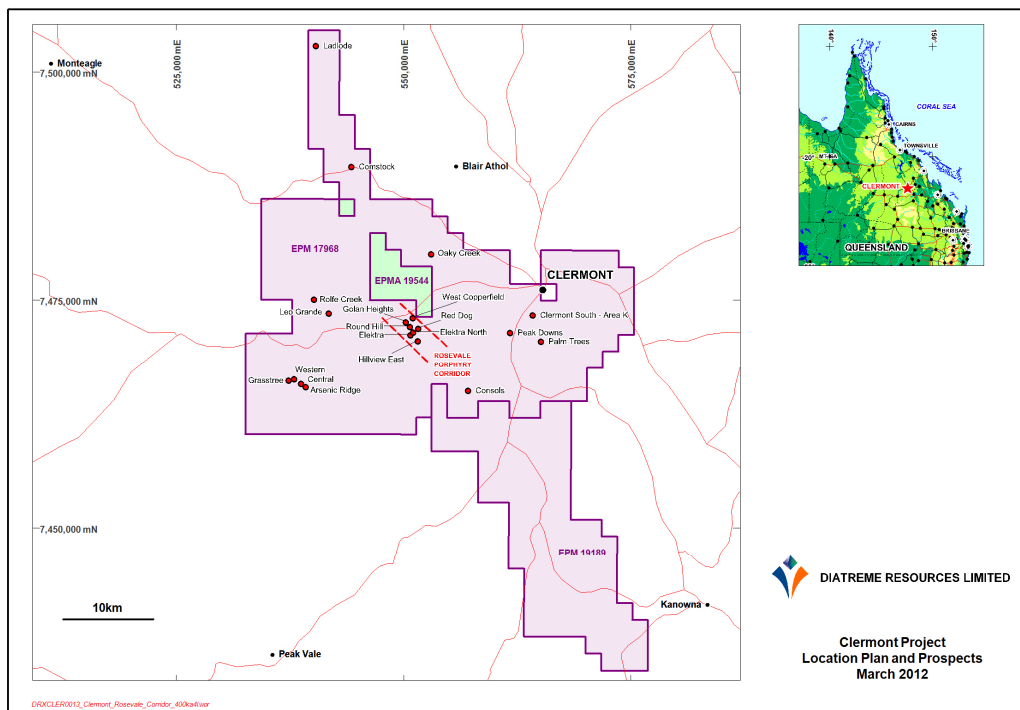 525,000 mE
550,000 mE
575,000 mE
7,500,000 mN
7,475,000 mN
7,450,000 mN
Ladlode
Monteagle
Comstock
Blair Athol
EPM 17968
EPMA 19544
Oaky Creek
CLERMONT
Rolfe Creek
Leo Grande
Golan Heights
West Copperfield
Red Dog
Round Hill
Elektra North
Elektra
Hillview East
ROSEVALE
PORPHYRY
CORRIDOR
Clermont South - Area K
Peak Downs
Palm Trees
Western
Grasstree
Central
Arsenic Ridge
Consols
EPM 19189
Kanowna
Peak Vale
10km
DRXCLER0013_Clermont_Rosevale_Corridor_400ka4l.wor
140°
150°
CORAL SEA
CAIRNS
TOWNSVILLE
-20°
CLERMONT
BRISBANE
QUEENSLAND
DIATREME RESOURCES LIMITED
Clermont Project
Location Plan and Prospects
March 2012